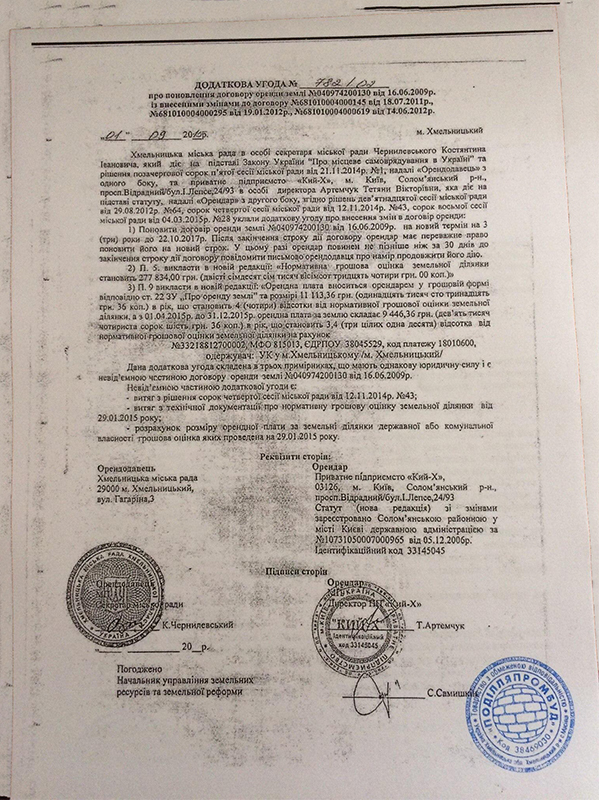 ДОДАТКОВА УГОДА № 782/02
про поновлення договору оренди землі №040974200130 від 16.06.2009р.
із внесеними змінами до договору №681010004000145 від 18.07.2011р.,
№681010004000295 від 19.01.2012р., №681010004000619 від 14.06.2012р.
„01" 09 2015р. м. Хмельницький
Хмельницька міська рада в особі секретаря міської ради Чернилевського Костянтина
Івановича, який діє на підставі Закону України "Про місцеве самоврядування в Україні" та
рішення позачергової сорок п'ятої сесії міської ради від 21.11.2014р. №1, надалі «Орендодавець» з
одного боку, та приватне підприємство «Кий-Х», м. Київ, Солом'янський р-н.,
просп.Відрадний/бул.І.Лепсе,24/93 в особі директора Артемчук Тетяни Вікторівни, яка діє на
підставі статуту, надалі «Орендар» з другого боку, згідно рішень дев'ятнадцятої сесії міської ради
від 29.08.2012р. №64, сорок четвертої сесії міської ради від 12.11.2014р. №43, сорок восьмої сесії
міської ради від 04.03.2015р. №28 уклали додаткову угоду про внесення змін в договір оренди:
1) Поновити договір оренди землі №040974200130 від 16.06.2009р. на новий термін на 3
(три) роки до 22.10.2017р. Після закінчення строку дії договору орендар має переважне право
поновити його на новий строк. У цьому разі орендар повинен не пізніше ніж за 30 днів до
закінчення строку дії договору повідомити письмово орендодавця про намір продовжити його дію.
2) П. 5. викласти в новій редакції: «Нормативна грошова оцінка земельної ділянки
становить 277 834,00 грн. (двісті сімдесят сім тисяч вісімсот тридцять чотири грн. 00 коп.)»
3) П. 9 викласти в новій редакції: «Орендна плата вноситься орендарем у грошовій формі
відповідно ст. 22 ЗУ „Про оренду землі" та розмірі 11 113,36 грн. (одинадцять тисяч сто тринадцять
грн. 36 коп.) в рік, що становить 4 (чотири) відсотки від нормативної грошової оцінки земельної
ділянки, а з 01.04.2015р. до 31.12.2015р. орендна плата за землю складає 9 446,36 грн. (дев'ять тисяч
чотириста сорок шість грн. 36 коп.) в рік, що становить 3,4 (три цілих одна десята) відсотка від
нормативної грошової оцінки земельної ділянки на рахунок
№33218812700002, МФО 815013, ЄДРПОУ 38045529, код платежу 18010600,
одержувач: УК у м.Хмельницькому /м. Хмельницький/
Дана додаткова угода складена в трьох примірниках, що мають однакову юридичну силу і є
невід'ємною частиною договору оренди землі №040974200130 від 16.06.2009р.
Невід'ємною частиною додаткової угоди є:
- витяг з рішення сорок четвертої сесії міської ради від 12.11.2014р. №43;
- витяг з технічної документації про нормативну грошову оцінку земельної ділянки від
29.01.2015 року;
- розрахунок розміру орендної плати за земельні ділянки державної або комунальної
власності грошова оцінка яких проведена на 29.01.2015 року.
Реквізити сторін:
Орендодавець
Хмельницька міська рада
29000 м. Хмельницький,
вул. Гагаріна,3
Орендар
Приватне підприємсто «Кий-Х»,
03126, м. Київ, Солом'янський р-н.,
просп.Відрадний/бул.І.Лепсе,24/93
Статут (нова редакція) зі змінами
зареєстровано Солом'янською районною у
місті Києві державною адміністрацією за
№10731050007000965 від 05.12.2006р.
Ідентифікаційний код 33145045
Підписи сторін
Орендодавець
Секретар міської ради
К.Чернилевський
20__р.
Орендар
Директор ПП «Кий-Х»
Т.Артемчук
УКРАЇНА
"КИЙ-Х"
Ідентифікаційний
код 33145045
Погоджено
Начальник управління земельних
ресурсів та земельної реформи
С.Самишкін
"ПОДІЛЛЯПРОМБУД"
Код 38469030